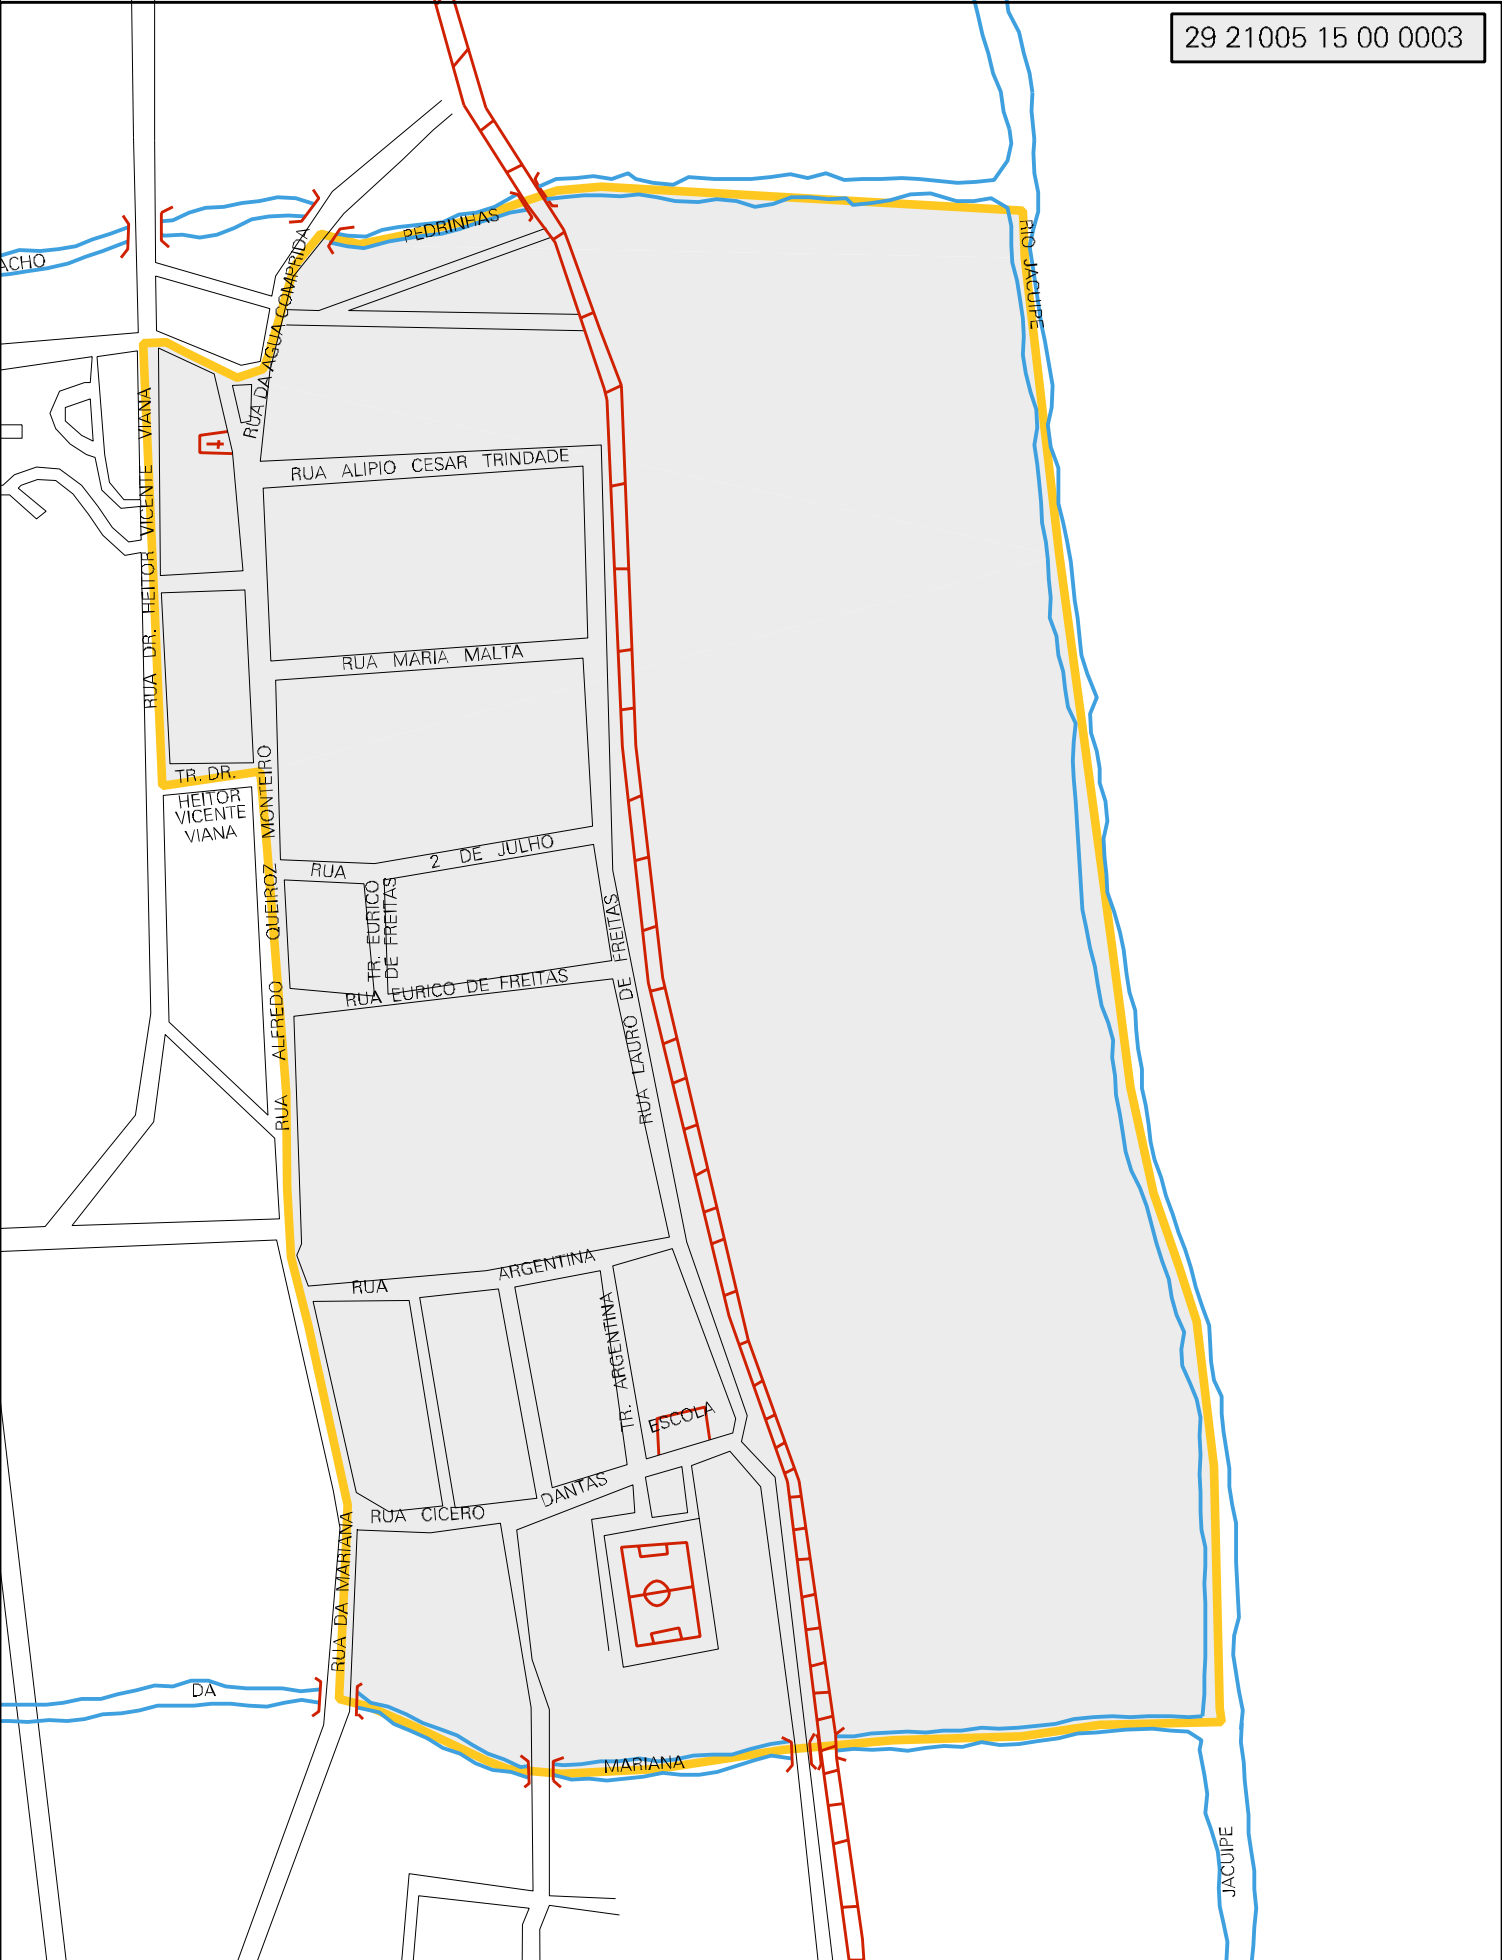 29 21005 15 00 0003
PEDRINHAS
ACHO
RIO JACUIPE
RUA DA AGUA COMPRIDA
RUA DR. HEITOR VICENTE VIANA
RUA ALIPIO CESAR TRINDADE
RUA MARIA MALTA
TR. DR.
HEITOR
VICENTE
VIANA
RUA ALFREDO QUEIROZ MONTEIRO
RUA 2 DE JULHO
TR. EURICO
DE FREITAS
RUA EURICO DE FREITAS
RUA LAURO DE FREITAS
RUA ARGENTINA
TR. ARGENTINA
ESCOLA
RUA CICERO DANTAS
RUA DA MARIANA
DA
MARIANA
JACUIPE